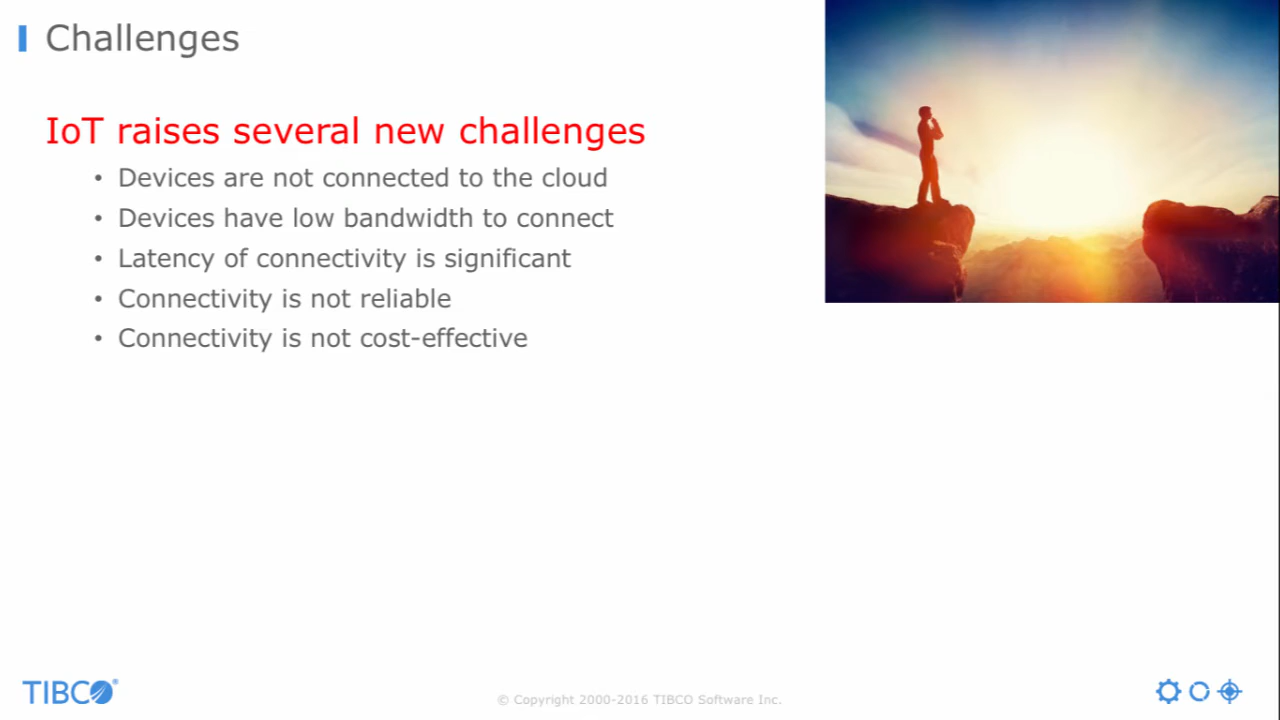 Challenges
IoT raises several new challenges
• Devices are not connected to the cloud
• Devices have low bandwidth to connect
• Latency of connectivity is significant
• Connectivity is not reliable
• Connectivity is not cost-effective
TIBCO®
© Copyright 2000-2016 TIBCO Software Inc.